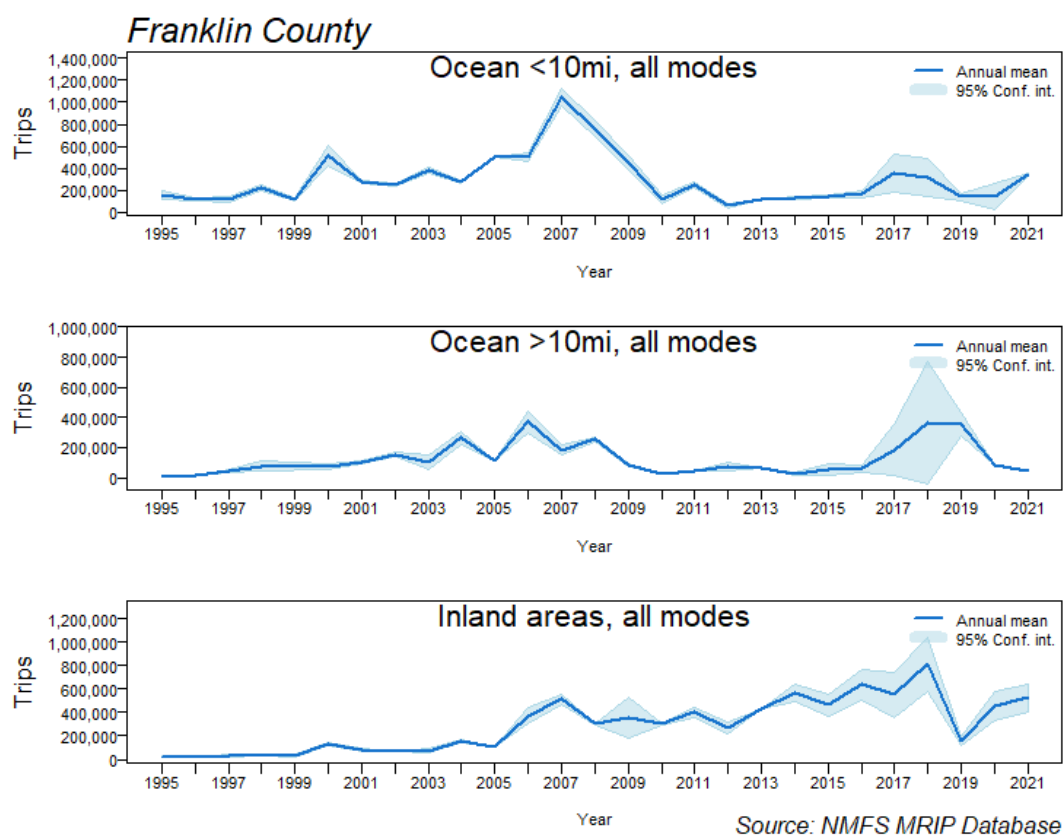 Franklin County
Ocean <10mi, all modes
Annual mean
95% Conf. int.
Trips
1,400,000
1,200,000
1,000,000
800,000
600,000
400,000
200,000
0
1995 1997 1999 2001 2003 2005 2007 2009 2011 2013 2015 2017 2019 2021
Year
Ocean >10mi, all modes
Annual mean
95% Conf. int.
Trips
1,000,000
800,000
600,000
400,000
200,000
0
1995 1997 1999 2001 2003 2005 2007 2009 2011 2013 2015 2017 2019 2021
Year
Inland areas, all modes
Annual mean
95% Conf. int.
Trips
1,200,000
1,000,000
800,000
600,000
400,000
200,000
0
1995 1997 1999 2001 2003 2005 2007 2009 2011 2013 2015 2017 2019 2021
Year
Source: NMFS MRIP Database